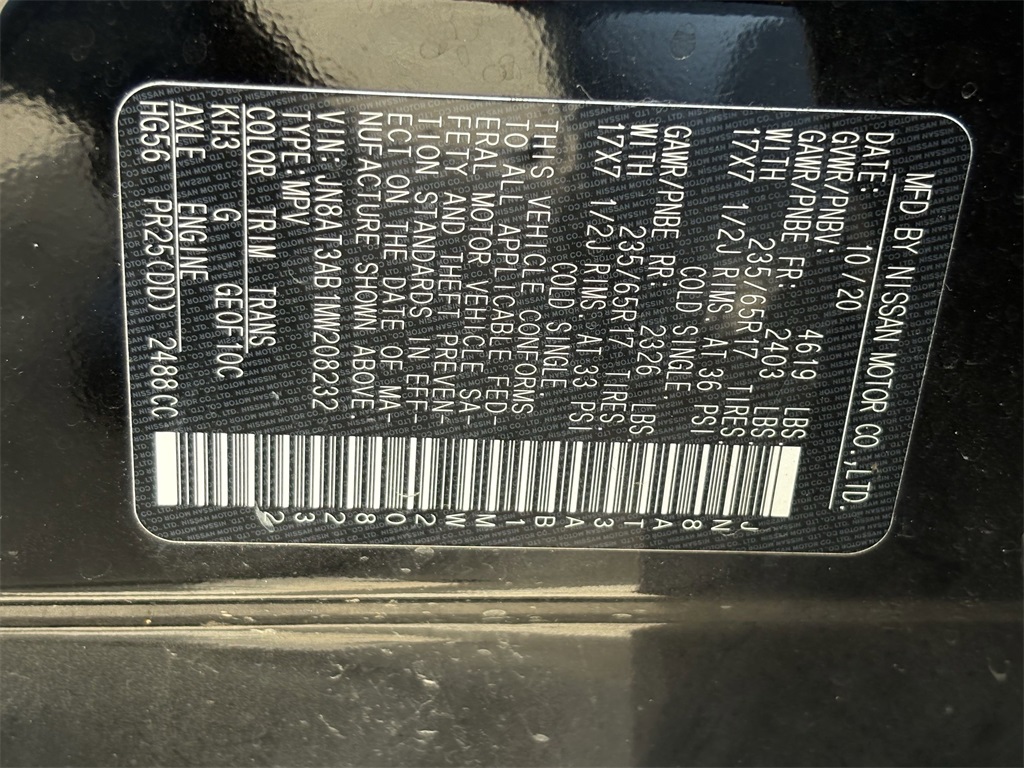 MFD BY NISSAN MOTOR CO.,LTD.
DATE: 10/20
GVWR/PNBV: 4619 LBS
GAWR/PNBE FR: 2403 LBS
WITH 235/65R17 TIRES,
17X7 1/2J RIMS AT 36 PSI
COLD SINGLE,
GAWR/PNBE RR: 2326 LBS.
WITH 235/65R17 TIRES,
17X7 1/2J RIMS, AT 33 PSI
COLD SINGLE
THIS VEHICLE CONFORMS
TO ALL APPLICABLE FED-
ERAL MOTOR VEHICLE SA-
FETY AND THEFT PREVEN-
TION STANDARDS IN EFF-
ECT ON THE DATE OF MA-
NUFACTURE SHOWN ABOVE.
VIN: JN8AT3AB1MW208232
TYPE:MPV
COLOR TRIM TRANS
KH3 G GEOF10C
AXLE ENGINE
HG56 PR25DDD 2488CC
JN8AT3AB1MW208232